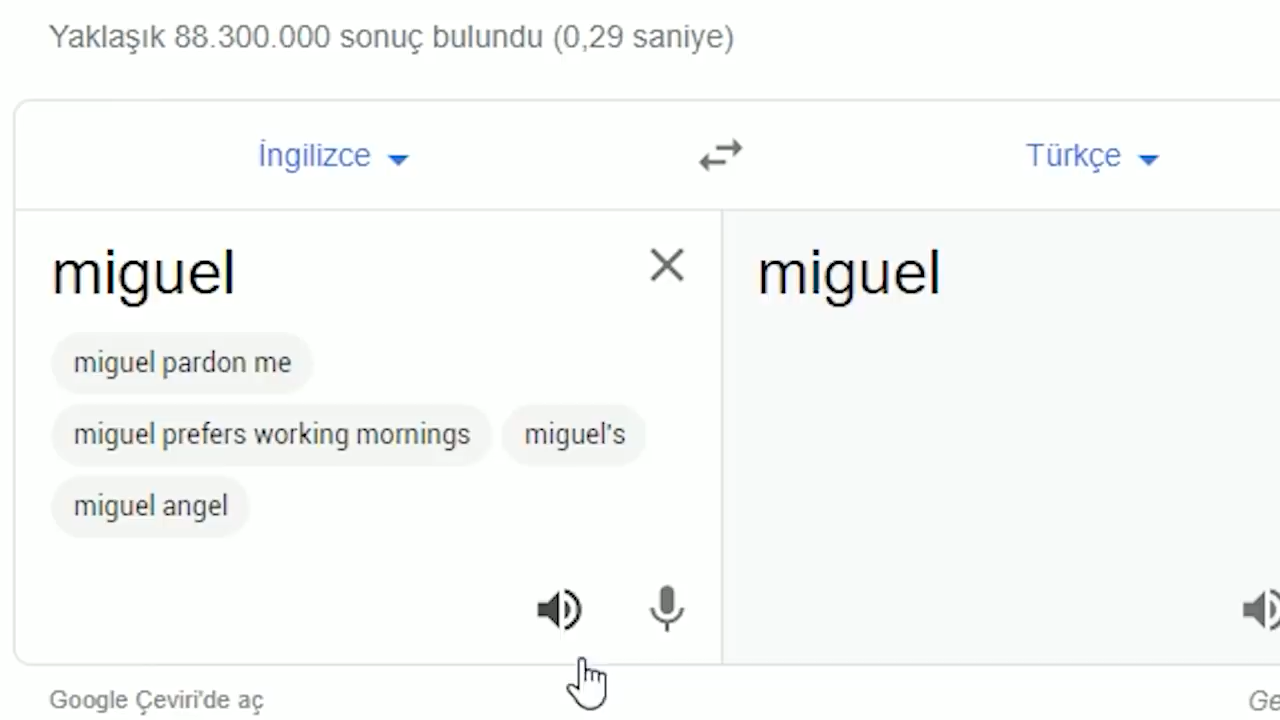 Yaklaşık 88.300.000 sonuç bulundu (0,29 saniye)
İngilizce
Türkçe
miguel
miguel
miguel pardon me
miguel prefers working mornings
miguel's
miguel angel
Google Çeviri'de aç
Ge